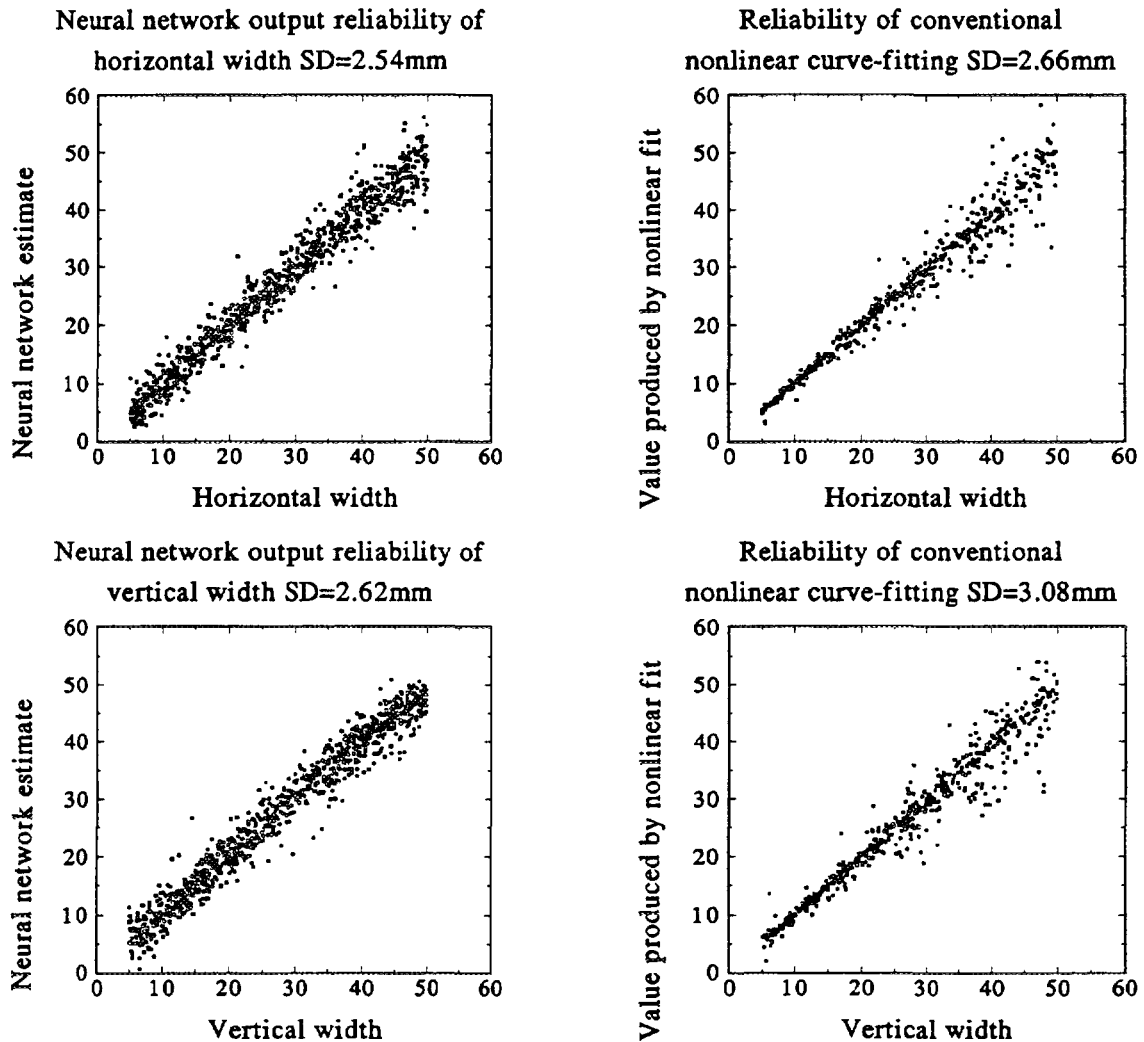 Neural network output reliability of
horizontal width SD=2.54mm
Neural network estimate
60
50
40
30
20
10
0
0 10 20 30 40 50 60
Horizontal width
Reliability of conventional
nonlinear curve-fitting SD=2.66mm
Value produced by nonlinear fit
60
50
40
30
20
10
0
0 10 20 30 40 50 60
Horizontal width
Neural network output reliability of
vertical width SD=2.62mm
Neural network estimate
60
50
40
30
20
10
0
0 10 20 30 40 50 60
Vertical width
Reliability of conventional
nonlinear curve-fitting SD=3.08mm
Value produced by nonlinear fit
60
50
40
30
20
10
0
0 10 20 30 40 50 60
Vertical width